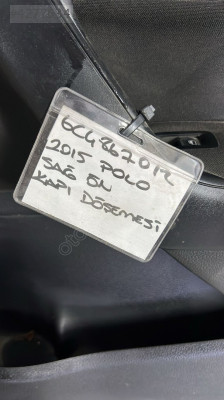 6C4867012
2015 POLO
SAĞ ÖN
KAPI DÖŞEMESİ